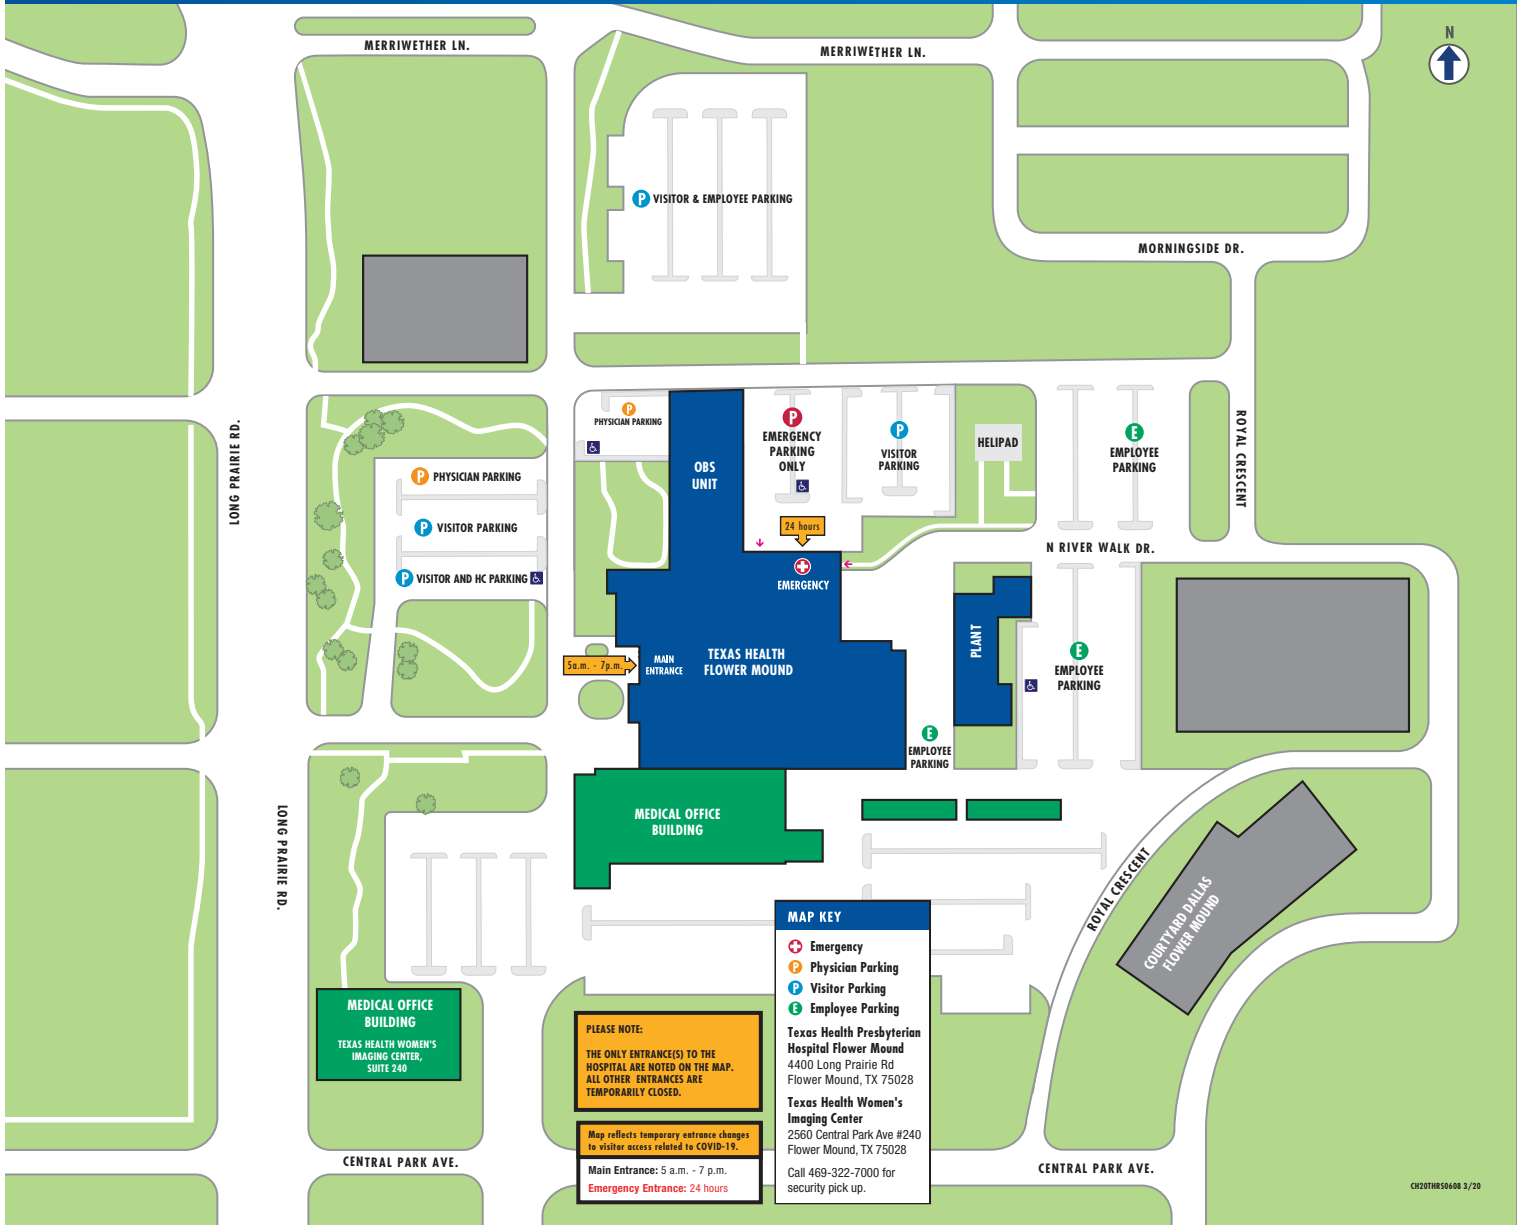 MERRIWETHER LN.
MERRIWETHER LN.
N
P VISITOR & EMPLOYEE PARKING
MORNINGSIDE DR.
LONG PRAIRIE RD.
P
PHYSICIAN PARKING
P PHYSICIAN PARKING
P VISITOR PARKING
P VISITOR AND HC PARKING
OBS
UNIT
P
EMERGENCY
PARKING
ONLY
24 hours
EMERGENCY
P
VISITOR
PARKING
HELIPAD
E
EMPLOYEE
PARKING
ROYAL CRESCENT
N RIVER WALK DR.
5a.m. - 7p.m.
MAIN
ENTRANCE
TEXAS HEALTH
FLOWER MOUND
PLANT
E
EMPLOYEE
PARKING
E
EMPLOYEE
PARKING
LONG PRAIRIE RD.
MEDICAL OFFICE
BUILDING
ROYAL CRESCENT
COURTYARD DALLAS
FLOWER MOUND
MEDICAL OFFICE
BUILDING
TEXAS HEALTH WOMEN'S
IMAGING CENTER,
SUITE 240
PLEASE NOTE:
THE ONLY ENTRANCE(S) TO THE
HOSPITAL ARE NOTED ON THE MAP.
ALL OTHER ENTRANCES ARE
TEMPORARILY CLOSED.
Map reflects temporary entrance changes
to visitor access related to COVID-19.
Main Entrance: 5 a.m. - 7 p.m.
Emergency Entrance: 24 hours
MAP KEY
Emergency
P Physician Parking
P Visitor Parking
E Employee Parking
Texas Health Presbyterian
Hospital Flower Mound
4400 Long Prairie Rd
Flower Mound, TX 75028
Texas Health Women's
Imaging Center
2560 Central Park Ave #240
Flower Mound, TX 75028
Call 469-322-7000 for
security pick up.
CENTRAL PARK AVE.
CENTRAL PARK AVE.
CH20THRS0608 3/20